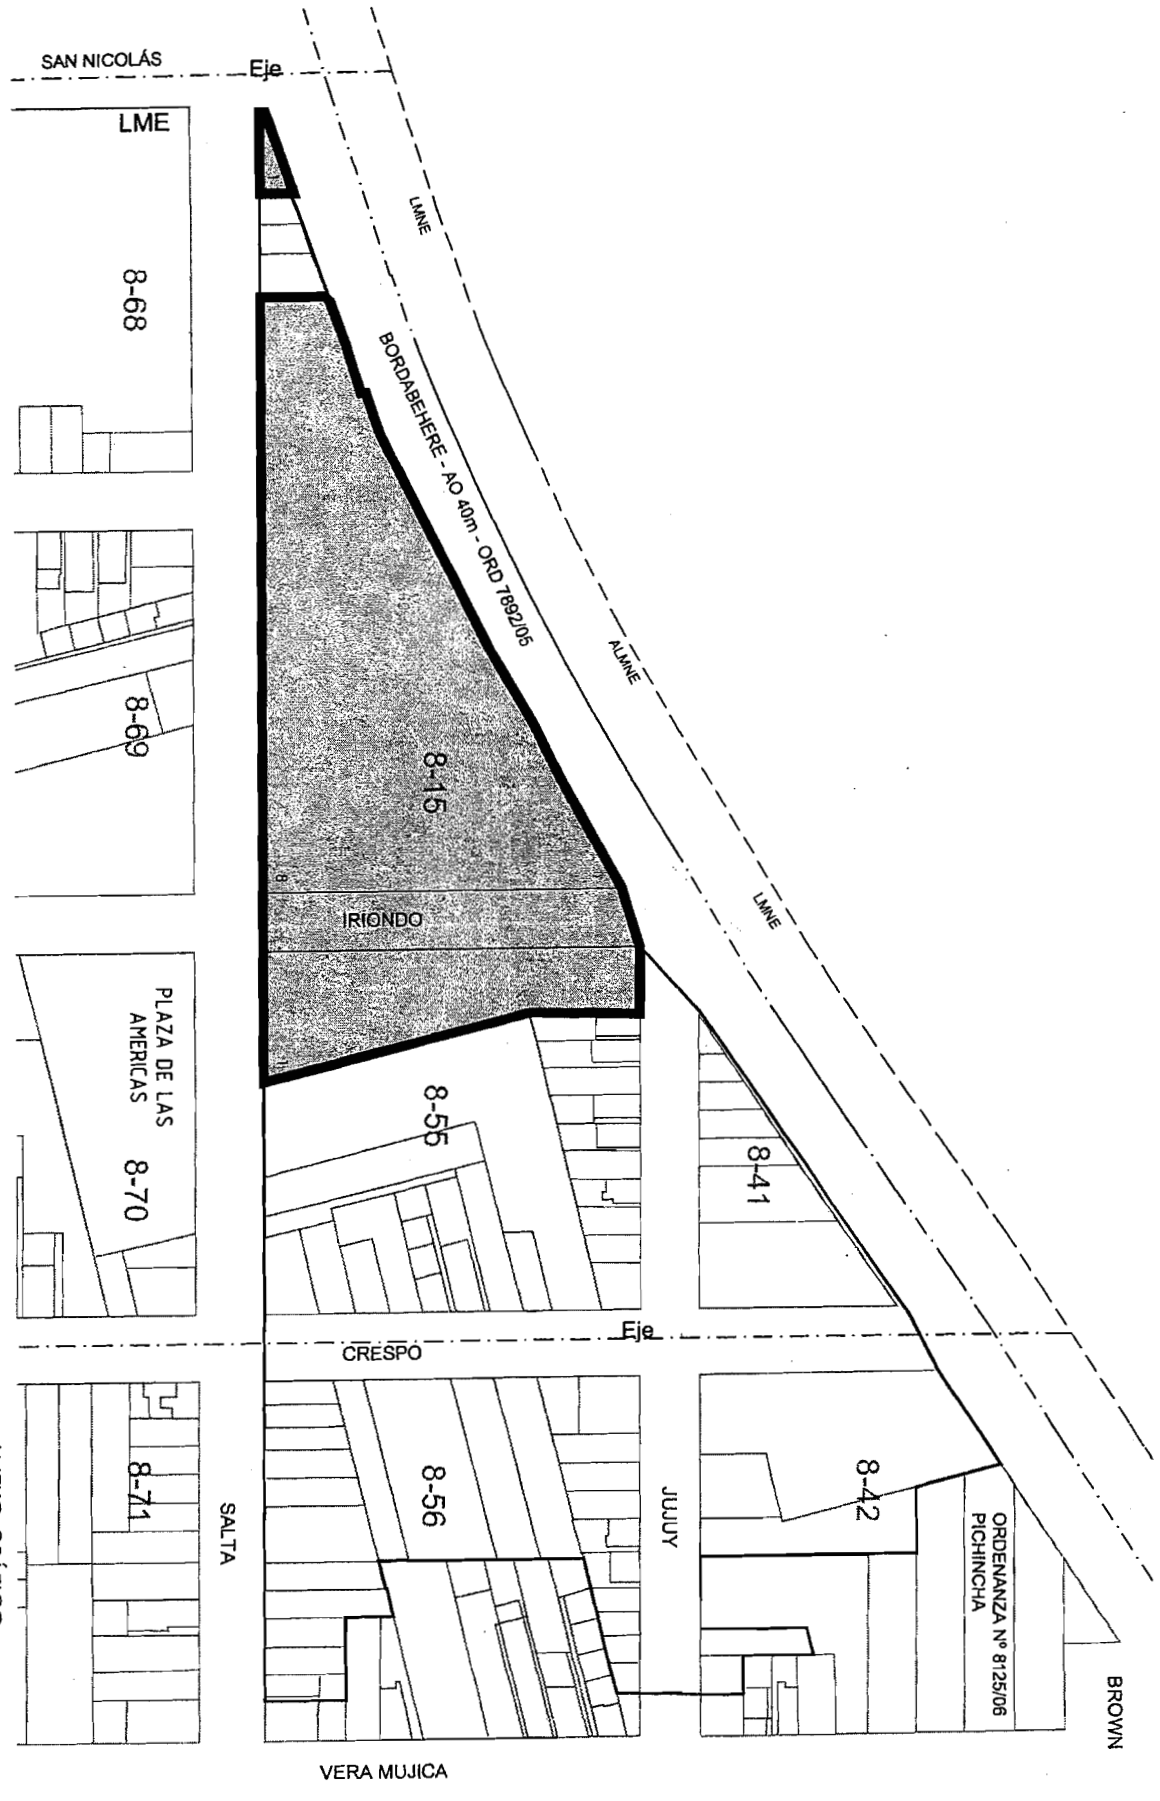 SAN NICOLÁS
Eje
LME
LMNE
8-68
BORDABEHERE - AO 40m - ORD 7892/05
ALMNE
8-69
8-15
8
LMNE
IRIONDO
PLAZA DE LAS
AMERICAS
8-70
8-55
8-41
Eje
CRESPO
8-71
SALTA
8-56
JUJUY
8-42
ORDENANZA Nº 8125/06
PICHINCHA
BROWN
VERA MUJICA